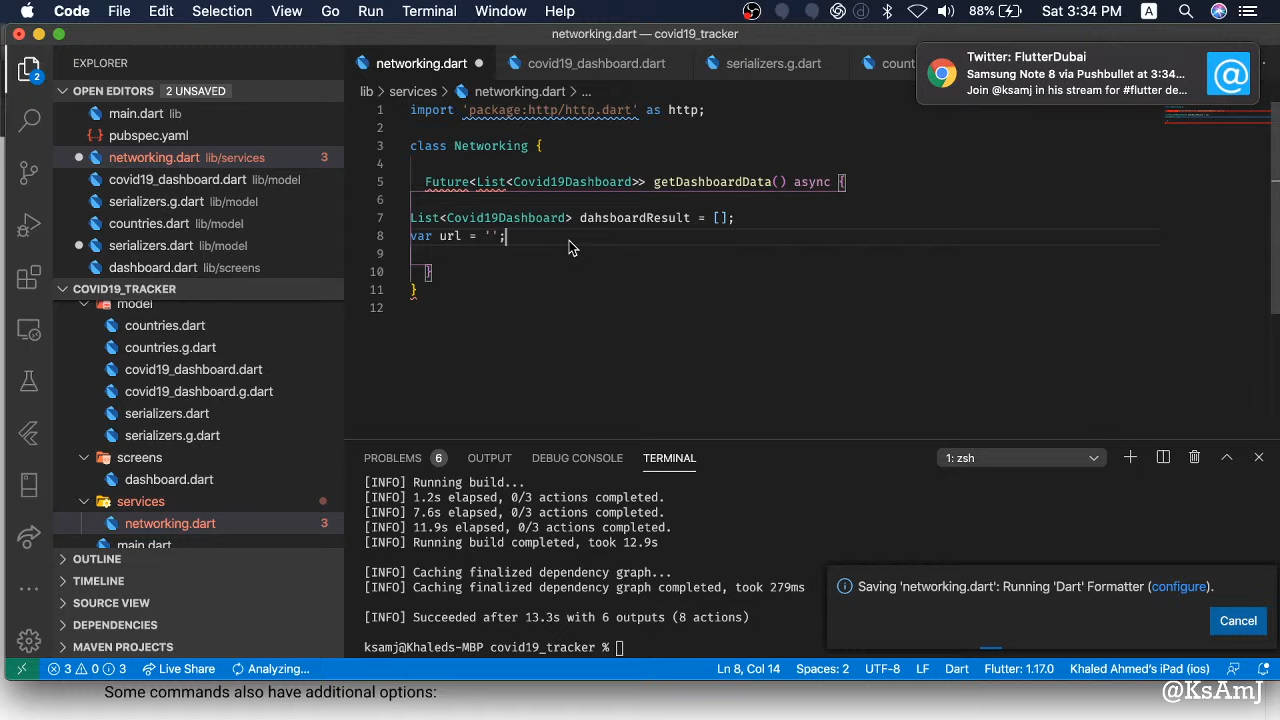 Code File Edit Selection View Go Run Terminal Window Help 88% Sat 3:34 PM A
networking.dart — covid19_tracker
EXPLORER
OPEN EDITORS 2 UNSAVED
main.dart lib
pubspec.yaml
networking.dart lib/services 3
covid19_dashboard.dart lib/model
serializers.g.dart lib/model
countries.dart lib/model
serializers.dart lib/model
dashboard.dart lib/screens
COVID19_TRACKER
model
countries.dart
countries.g.dart
covid19_dashboard.dart
covid19_dashboard.g.dart
serializers.dart
serializers.g.dart
screens
dashboard.dart
services
networking.dart 3
main.dart
OUTLINE
TIMELINE
SOURCE VIEW
DEPENDENCIES
MAVEN PROJECTS
2
networking.dart covid19_dashboard.dart serializers.g.dart count
lib > services > networking.dart > ...
1 import 'package:http/http.dart' as http;
2
3 class Networking {
4
5 Future<List<Covid19Dashboard>> getDashboardData() async {
6
7 List<Covid19Dashboard> dahsboardResult = [];
8 var url = '';
9
10 }
11 }
12
Twitter: FlutterDubai
Samsung Note 8 via Pushbullet at 3:34...
Join @ksamj in his stream for #flutter de...
@
PROBLEMS 6 OUTPUT DEBUG CONSOLE TERMINAL 1: zsh
[INFO] Running build...
[INFO] 1.2s elapsed, 0/3 actions completed.
[INFO] 7.6s elapsed, 0/3 actions completed.
[INFO] 11.9s elapsed, 0/3 actions completed.
[INFO] Running build completed, took 12.9s
[INFO] Caching finalized dependency graph...
[INFO] Caching finalized dependency graph completed, took 279ms
[INFO] Succeeded after 13.3s with 6 outputs (8 actions)
ksamj@Khaleds-MBP covid19_tracker %
Saving 'networking.dart': Running 'Dart' Formatter (configure).
Cancel
3 0 3 Live Share Analyzing... Ln 8, Col 14 Spaces: 2 UTF-8 LF Dart Flutter: 1.17.0 Khaled Ahmed's iPad (ios)
Some commands also have additional options:
@KsAmJ